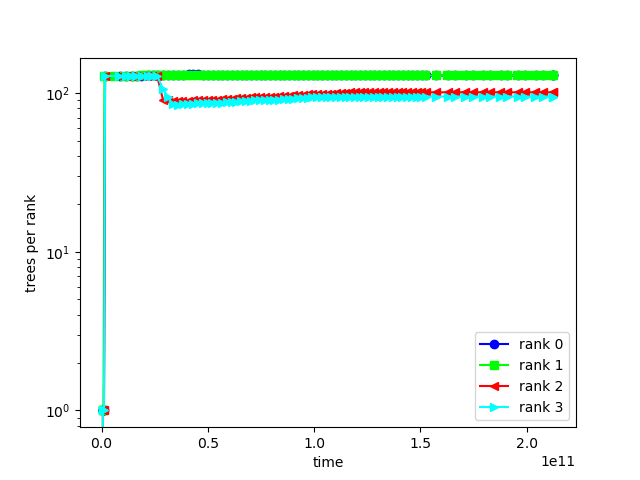 trees per rank
10²
10¹
10⁰
0.0 0.5 1.0 1.5 2.0
1e11
time
rank 0
rank 1
rank 2
rank 3